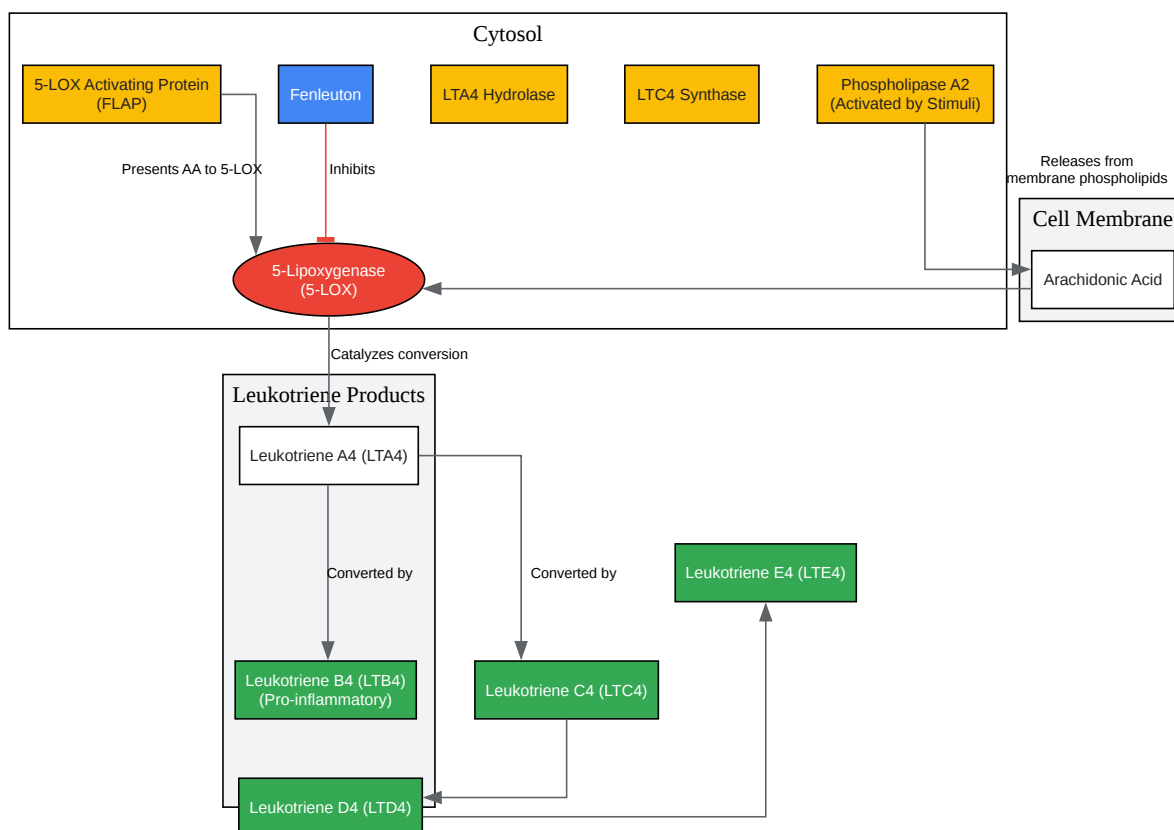 Cytosol
5-LOX Activating Protein
(FLAP)
Fenleuton
LTA4 Hydrolase
LTC4 Synthase
Phospholipase A2
(Activated by Stimuli)
Presents AA to 5-LOX
Inhibits
Releases from
membrane phospholipids
Cell Membrane
Arachidonic Acid
5-Lipoxygenase
(5-LOX)
Catalyzes conversion
Leukotriene Products
Leukotriene A4 (LTA4)
Converted by
Converted by
Leukotriene E4 (LTE4)
Leukotriene B4 (LTB4)
(Pro-inflammatory)
Leukotriene C4 (LTC4)
Leukotriene D4 (LTD4)